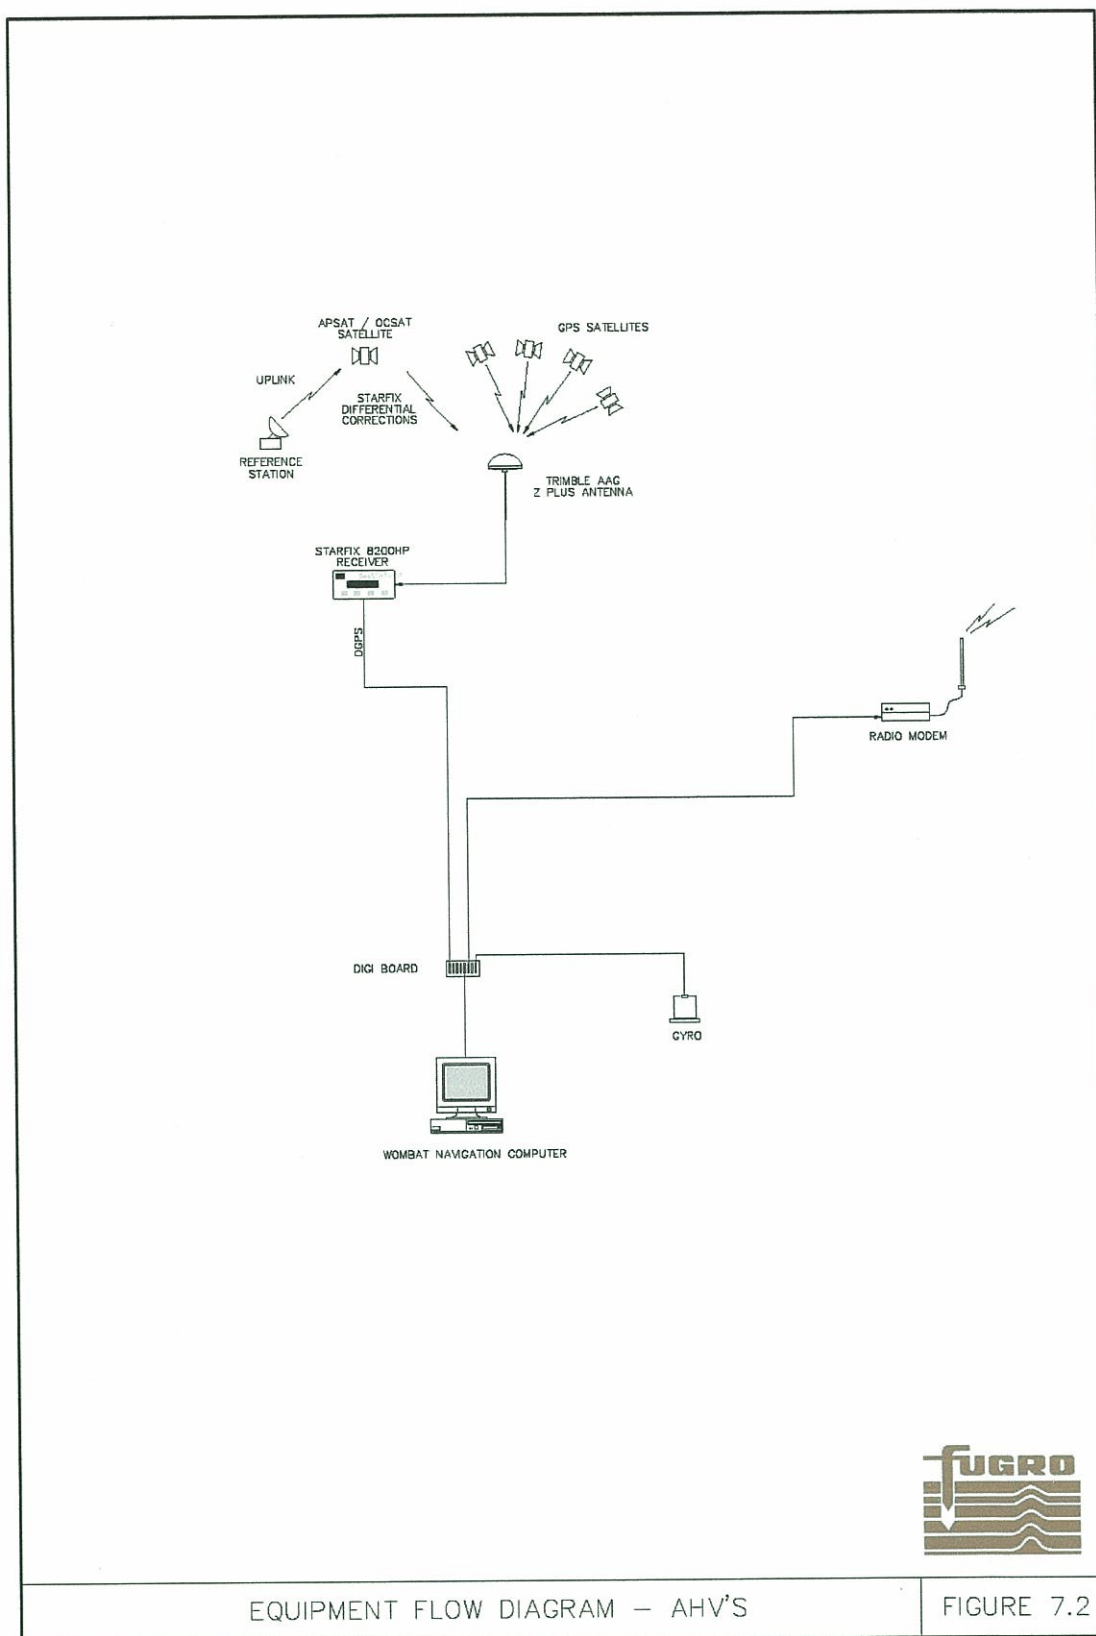 APSAT / OCSAT
SATELLITE
GPS SATELLITES
UPLINK
STARFIX
DIFFERENTIAL
CORRECTIONS
REFERENCE
STATION
TRIMBLE AAG
Z PLUS ANTENNA
STARFIX 8200HP
RECEIVER
DGPS
RADIO MODEM
DIGI BOARD
GYRO
WOMBAT NAVIGATION COMPUTER
FUGRO
EQUIPMENT FLOW DIAGRAM – AHV'S
FIGURE 7.2